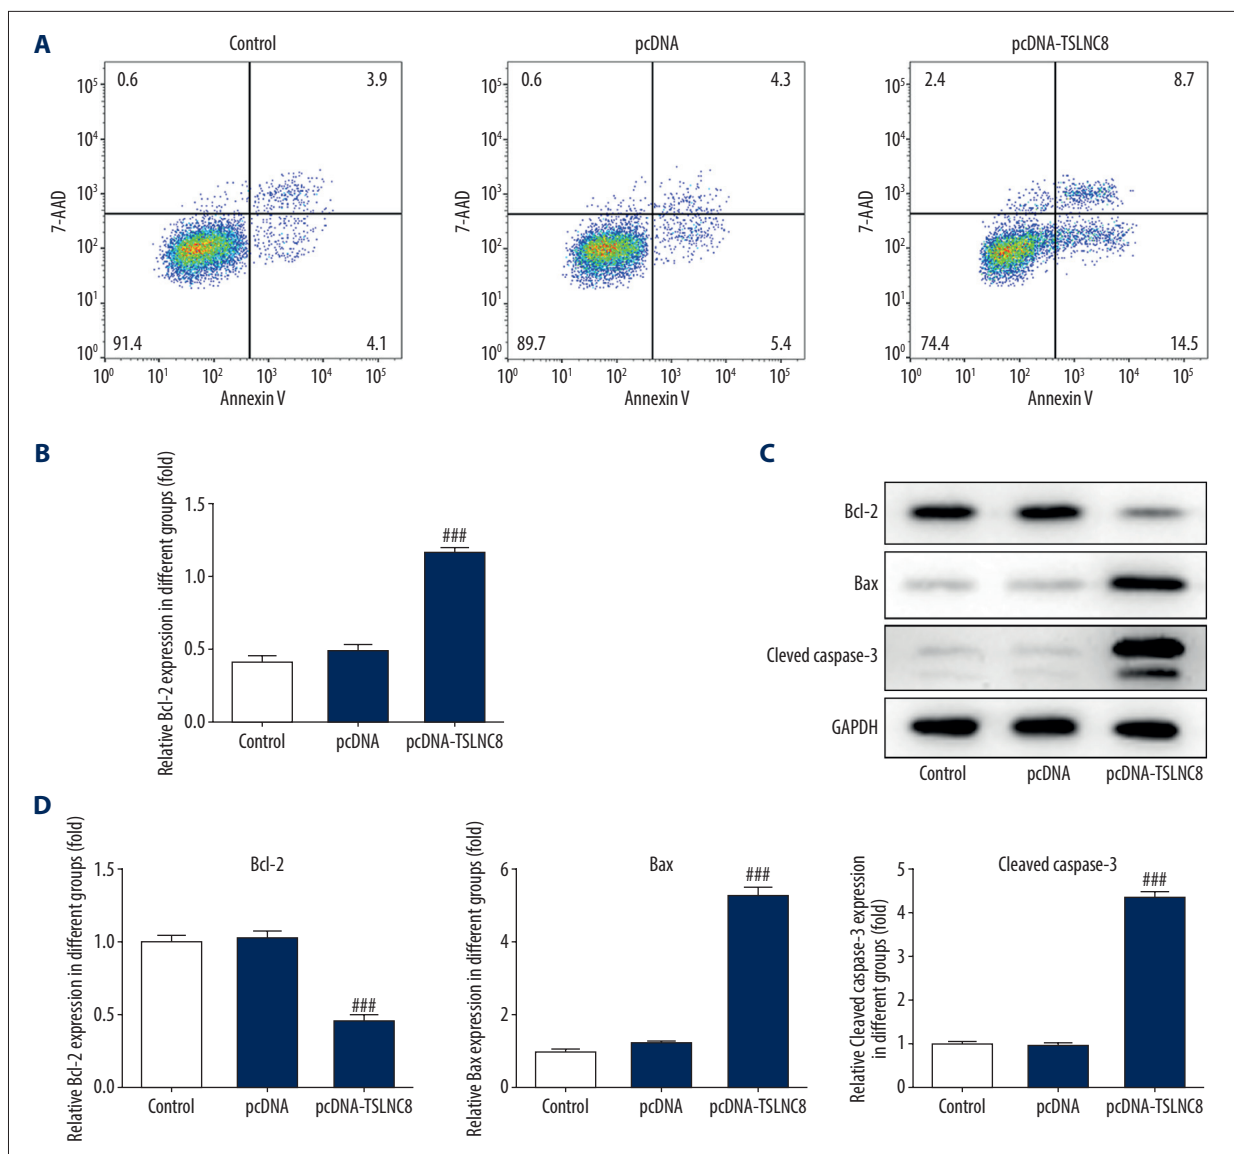 A
Control
pcDNA
pcDNA-TSLNC8
0.6
3.9
91.4
4.1
7-AAD
10⁵
10⁴
10³
10²
10¹
10⁰
10⁰ 10¹ 10² 10³ 10⁴ 10⁵
Annexin V
0.6
4.3
89.7
5.4
7-AAD
10⁵
10⁴
10³
10²
10¹
10⁰
10⁰ 10¹ 10² 10³ 10⁴ 10⁵
Annexin V
2.4
8.7
74.4
14.5
7-AAD
10⁵
10⁴
10³
10²
10¹
10⁰
10⁰ 10¹ 10² 10³ 10⁴ 10⁵
Annexin V
B
Relative Bcl-2 expression in different groups (fold)
1.5
1.0
0.5
0.0
###
Control pcDNA pcDNA-TSLNC8
C
Bcl-2
Bax
Cleved caspase-3
GAPDH
Control pcDNA pcDNA-TSLNC8
D
Bcl-2
Relative Bcl-2 expression in different groups (fold)
1.5
1.0
0.5
0.0
###
Control pcDNA pcDNA-TSLNC8
Bax
Relative Bax expression in different groups (fold)
6
4
2
0
###
Control pcDNA pcDNA-TSLNC8
Cleaved caspase-3
Relative Cleaved caspase-3 expression
in different groups (fold)
5
4
3
2
1
0
###
Control pcDNA pcDNA-TSLNC8